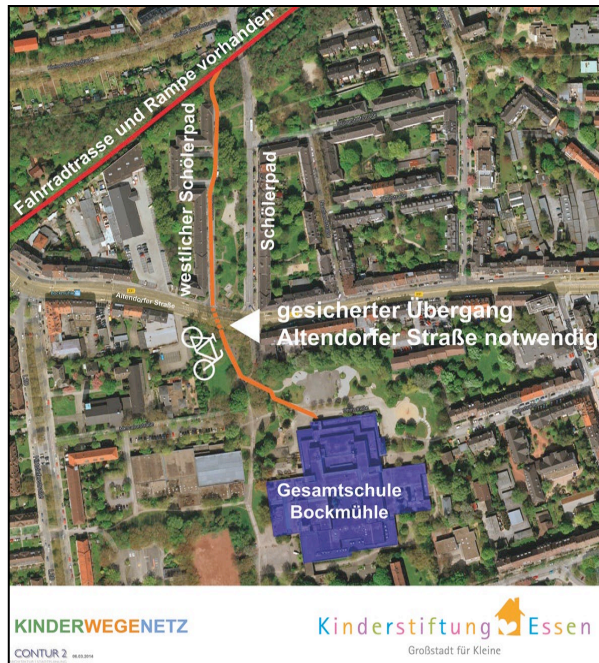 Fahrradtrasse und Rampe vorhanden
westlicher Schölerpad
Schölerpad
Altendorfer Straße
gesicherter Übergang
Altendorfer Straße notwendig
Gesamtschule
Bockmühle
KINDERWEGENETZ
Kinderstiftung Essen
Großstadt für Kleine
CONTUR 2